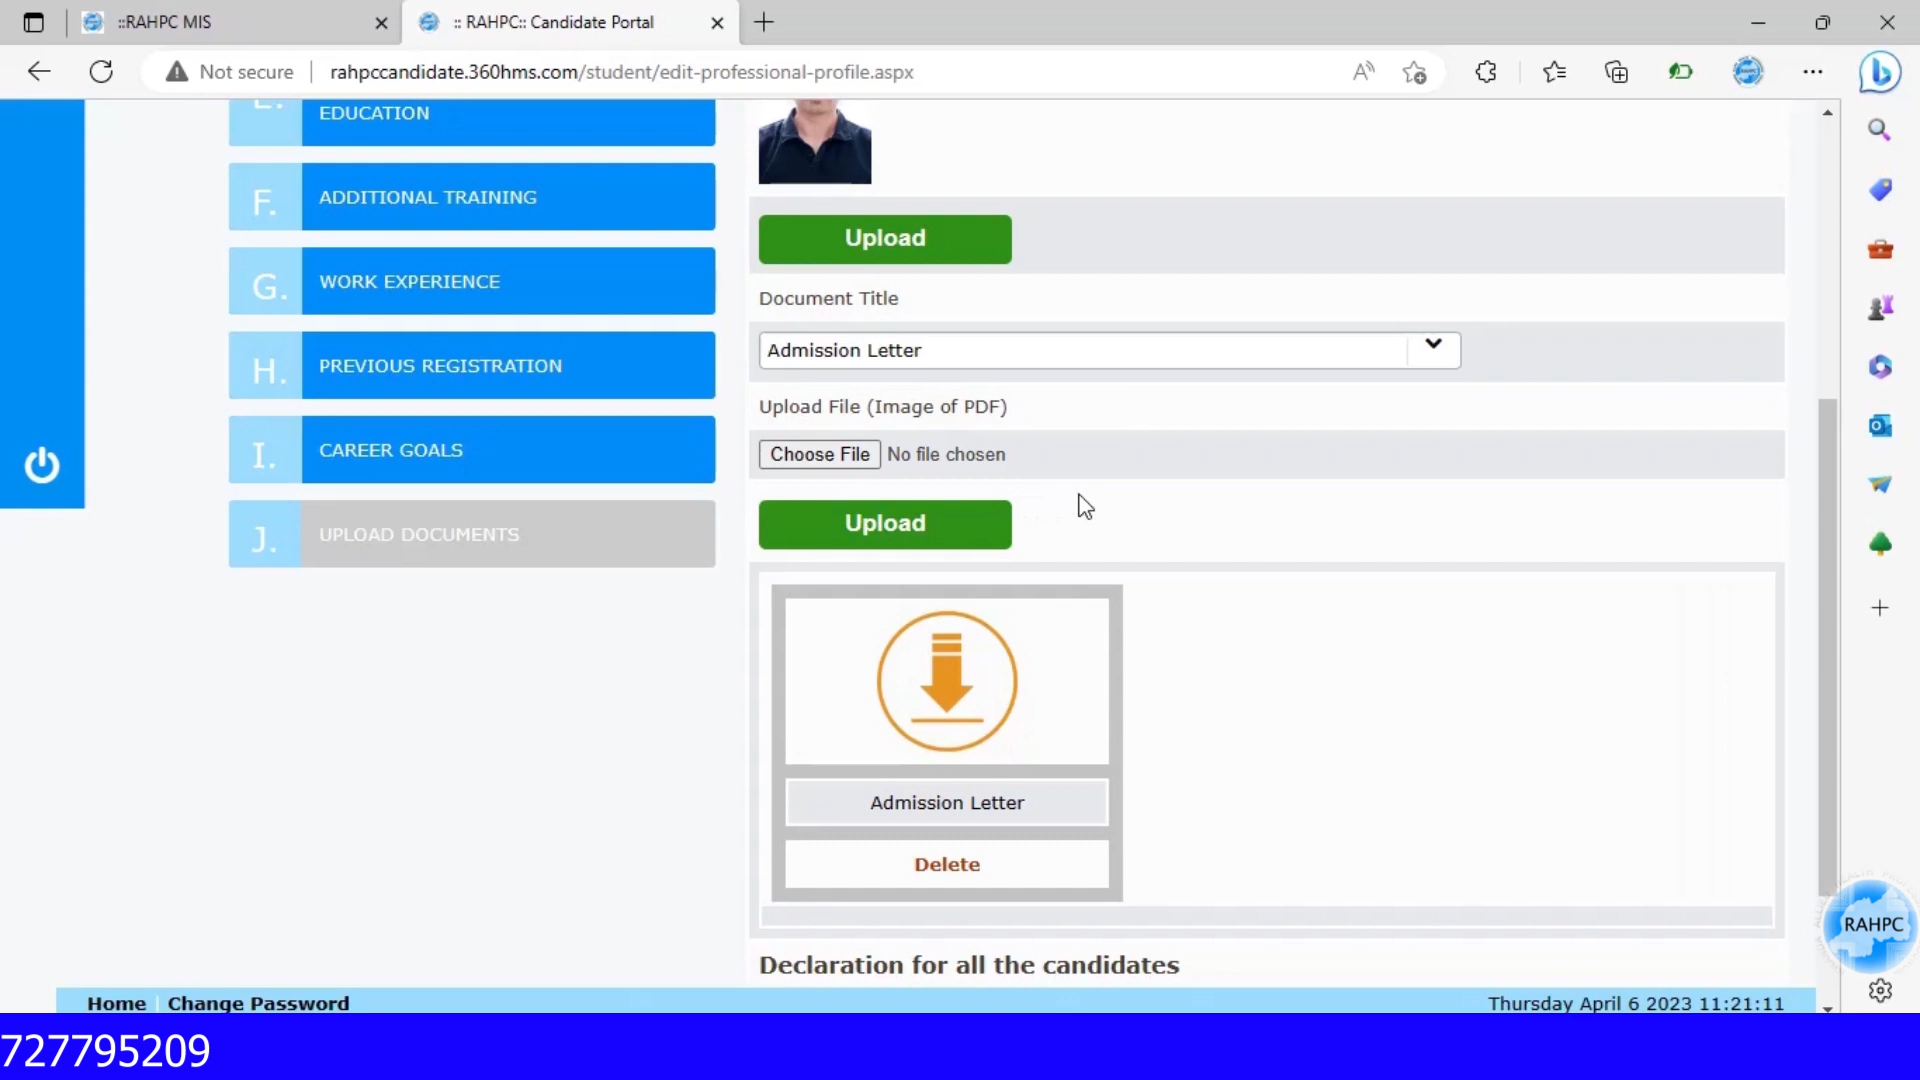 ::RAHPC MIS
:: RAHPC:: Candidate Portal
Not secure
rahpccandidate.360hms.com/student/edit-professional-profile.aspx
EDUCATION
F. ADDITIONAL TRAINING
G. WORK EXPERIENCE
H. PREVIOUS REGISTRATION
I. CAREER GOALS
J. UPLOAD DOCUMENTS
Upload
Document Title
Admission Letter
Upload File (Image of PDF)
Choose File No file chosen
Upload
Admission Letter
Delete
Declaration for all the candidates
RAHPC
Home Change Password
Thursday April 6 2023 11:21:11
727795209